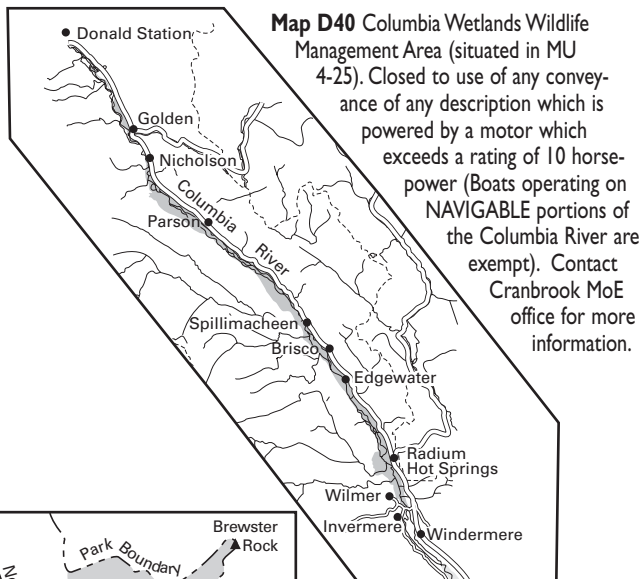 Map D40 Columbia Wetlands Wildlife
Management Area (situated in MU
4-25). Closed to use of any convey-
ance of any description which is
powered by a motor which
exceeds a rating of 10 horse-
power (Boats operating on
NAVIGABLE portions of
the Columbia River are
exempt). Contact
Cranbrook MoE
office for more
information.
Donald Station
Golden
Nicholson
Columbia
River
Parson
Spillimacheen
Brisco
Edgewater
Radium
Hot Springs
Wilmer
Invermere
Windermere
Brewster
Rock
Park Boundary